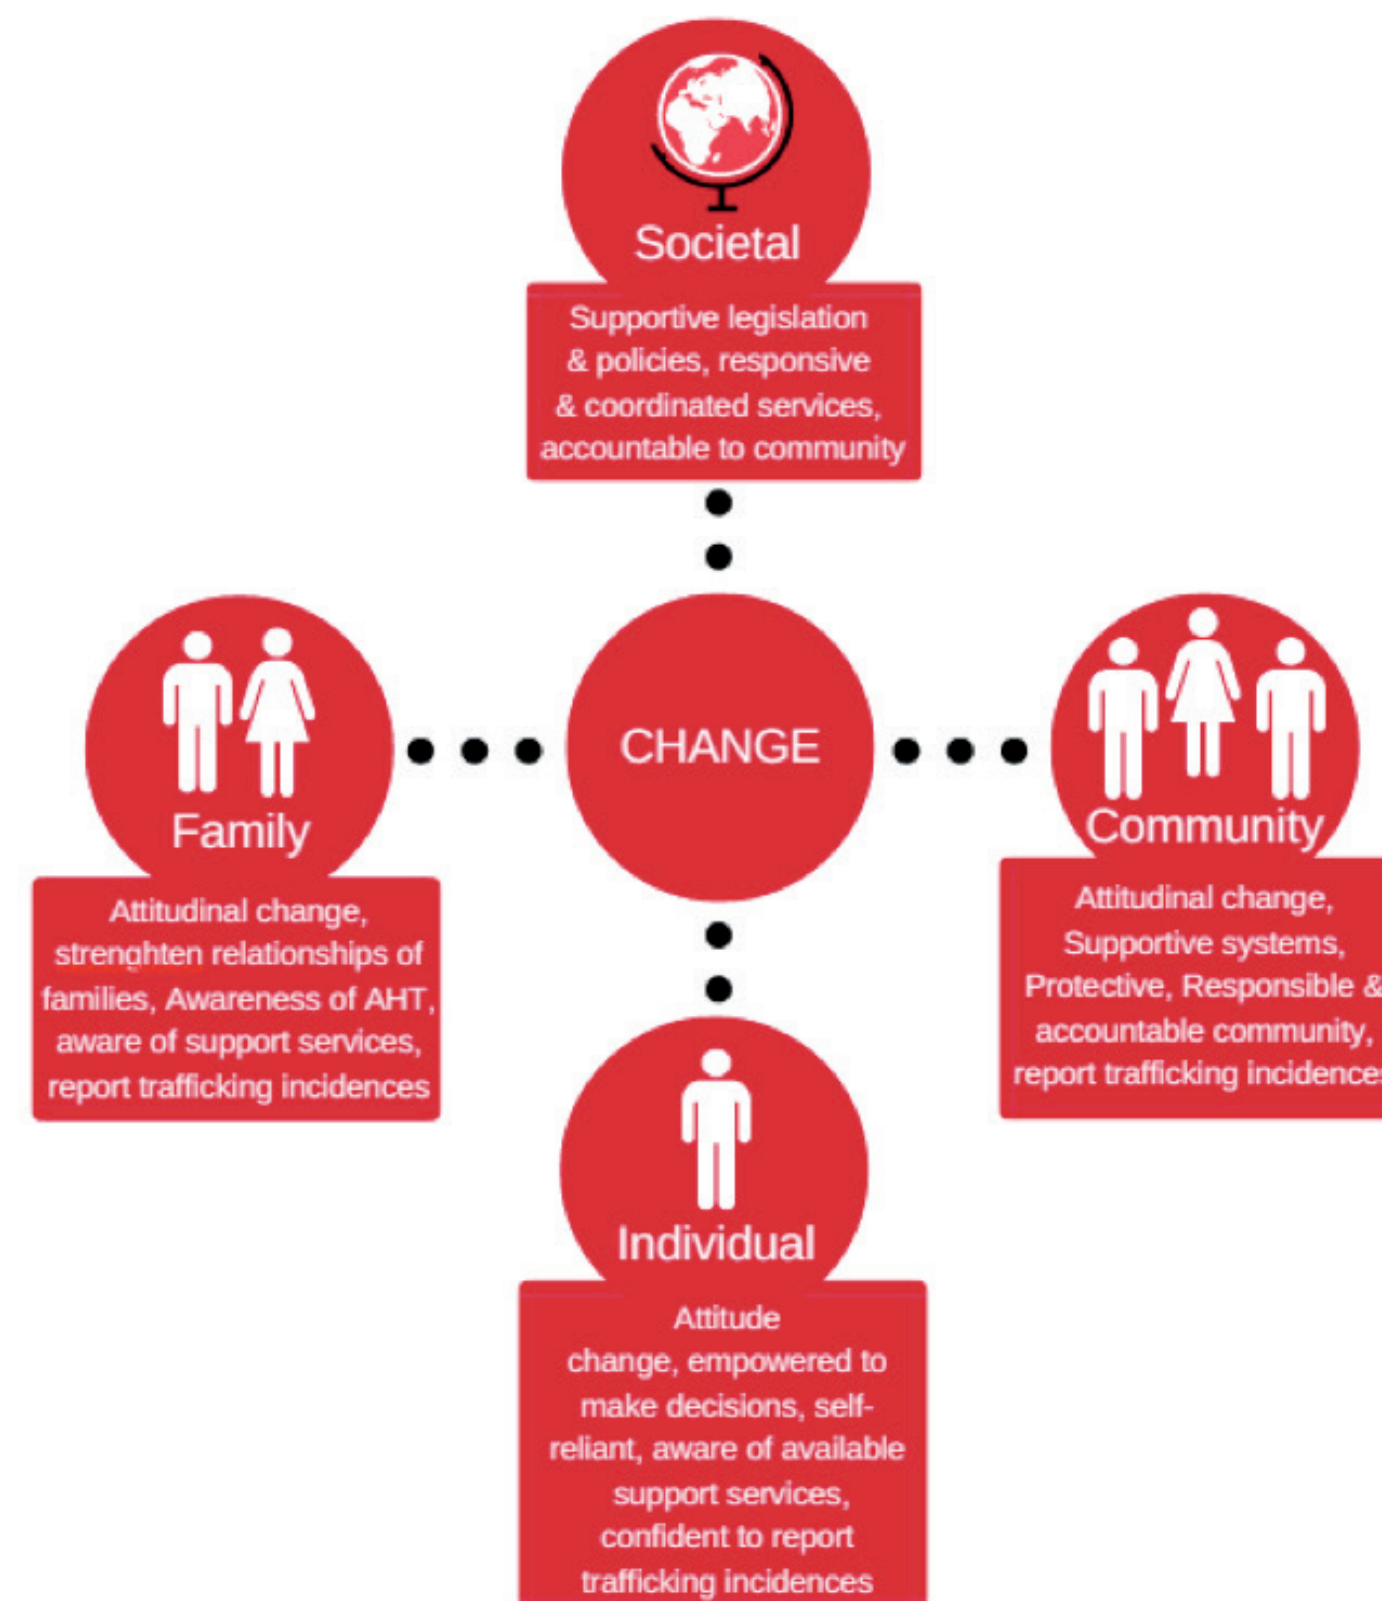 Societal
Supportive legislation
& policies, responsive
& coordinated services,
accountable to community
Family
Attitudinal change,
strenghten relationships of
families, Awareness of AHT,
aware of support services,
report trafficking incidences
CHANGE
Community
Attitudinal change,
Supportive systems,
Protective, Responsible &
accountable community,
report trafficking incidences
Individual
Attitude
change, empowered to
make decisions, self-
reliant, aware of available
support services,
confident to report
trafficking incidences